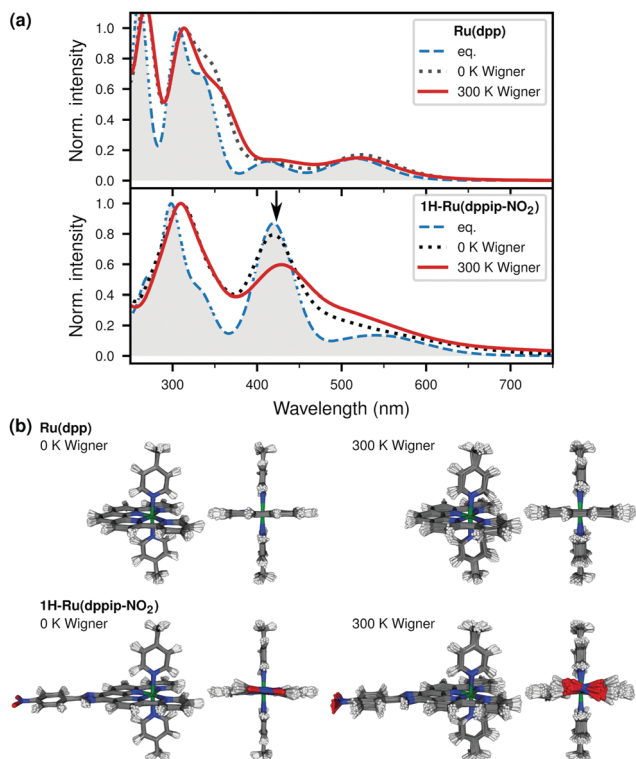 (a)
Norm. intensity
1.0
0.8
0.6
0.4
0.2
0.0
Ru(dpp)
eq.
0 K Wigner
300 K Wigner
Norm. intensity
1.0
0.8
0.6
0.4
0.2
0.0
1H-Ru(dppip-NO₂)
eq.
0 K Wigner
300 K Wigner
300 400 500 600 700
Wavelength (nm)
(b)
Ru(dpp)
0 K Wigner
300 K Wigner
1H-Ru(dppip-NO₂)
0 K Wigner
300 K Wigner